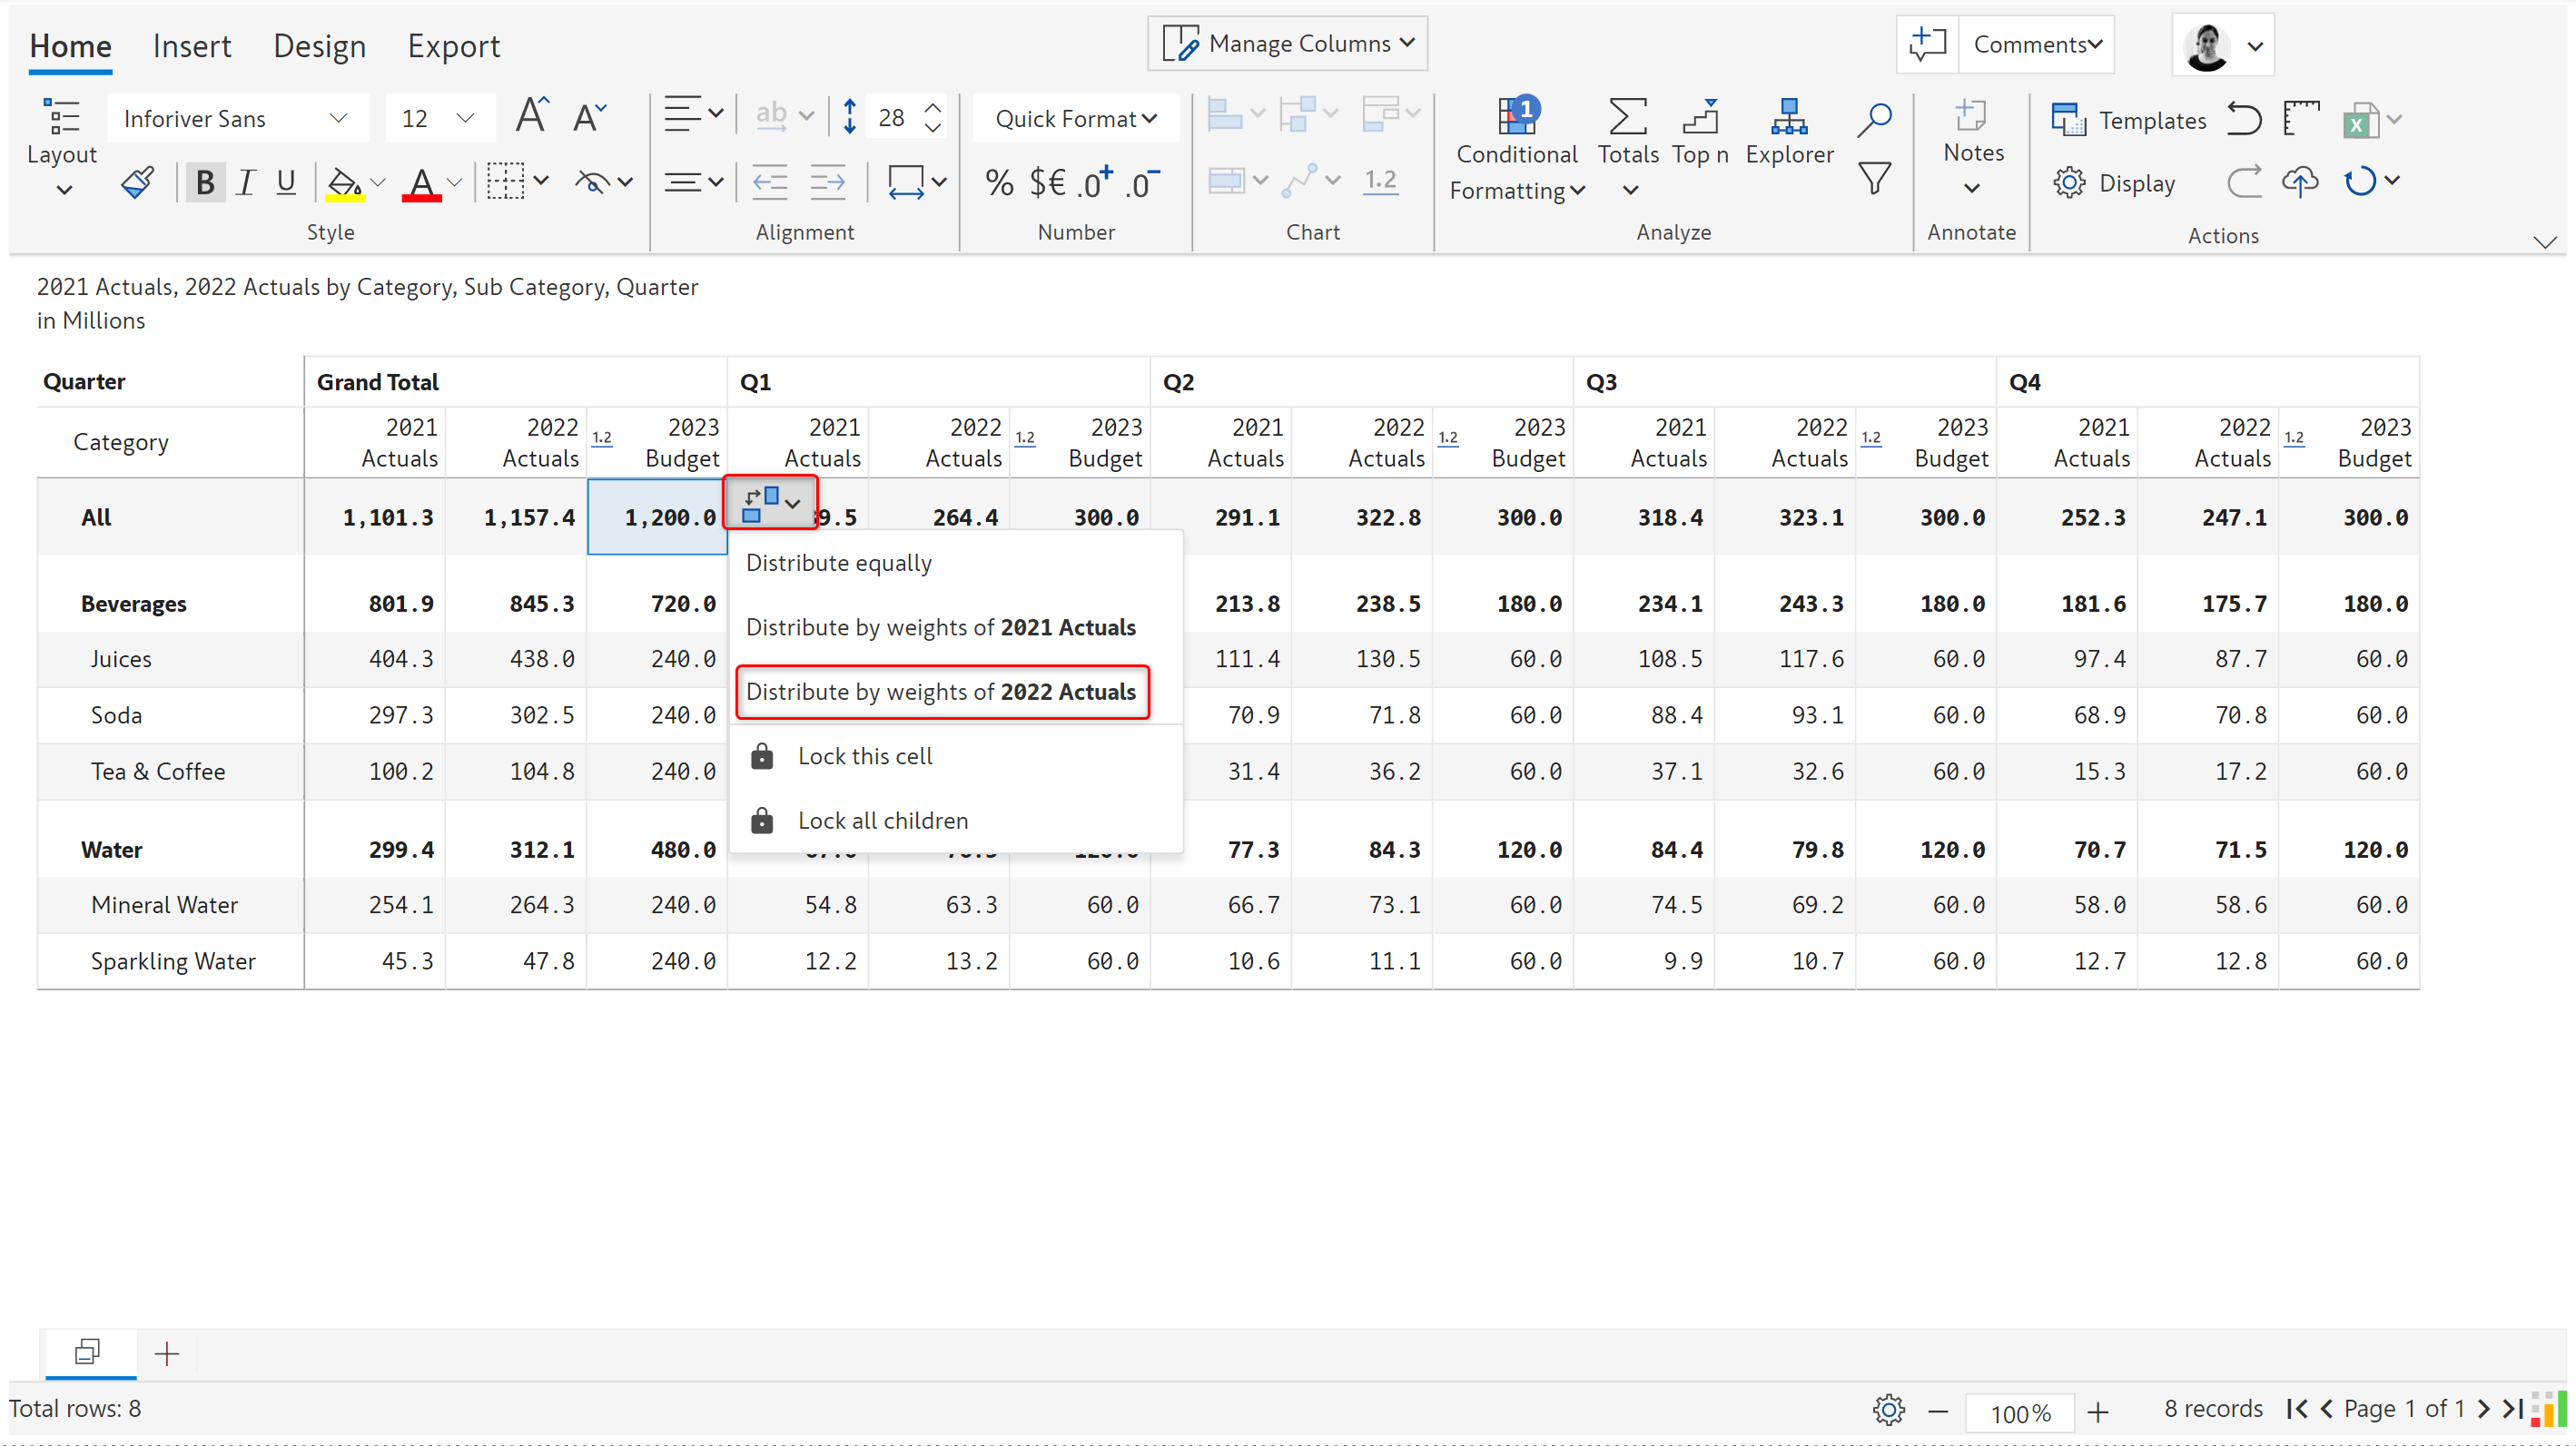 Home Insert Design Export Manage Columns Comments
Layout Inforiver Sans 12 A A ab 28 Quick Format Conditional Formatting Totals Top n Explorer Notes Templates
B I U A % $€ .0+ .0- 1.2 Display
Style Alignment Number Chart Analyze Annotate Actions
2021 Actuals, 2022 Actuals by Category, Sub Category, Quarter
in Millions
Quarter Grand Total Q1 Q2 Q3 Q4
Category 2021 Actuals 2022 Actuals 1.2 2023 Budget 2021 Actuals 2022 Actuals 1.2 2023 Budget 2021 Actuals 2022 Actuals 1.2 2023 Budget 2021 Actuals 2022 Actuals 1.2 2023 Budget 2021 Actuals 2022 Actuals 1.2 2023 Budget
All 1,101.3 1,157.4 1,200.0 9.5 264.4 300.0 291.1 322.8 300.0 318.4 323.1 300.0 252.3 247.1 300.0
Distribute equally
Distribute by weights of 2021 Actuals
Distribute by weights of 2022 Actuals
Lock this cell
Lock all children
Beverages 801.9 845.3 720.0 213.8 238.5 180.0 234.1 243.3 180.0 181.6 175.7 180.0
Juices 404.3 438.0 240.0 111.4 130.5 60.0 108.5 117.6 60.0 97.4 87.7 60.0
Soda 297.3 302.5 240.0 70.9 71.8 60.0 88.4 93.1 60.0 68.9 70.8 60.0
Tea & Coffee 100.2 104.8 240.0 31.4 36.2 60.0 37.1 32.6 60.0 15.3 17.2 60.0
Water 299.4 312.1 480.0 77.3 84.3 120.0 84.4 79.8 120.0 70.7 71.5 120.0
Mineral Water 254.1 264.3 240.0 54.8 63.3 60.0 66.7 73.1 60.0 74.5 69.2 60.0 58.0 58.6 60.0
Sparkling Water 45.3 47.8 240.0 12.2 13.2 60.0 10.6 11.1 60.0 9.9 10.7 60.0 12.7 12.8 60.0
Total rows: 8 100% 8 records Page 1 of 1